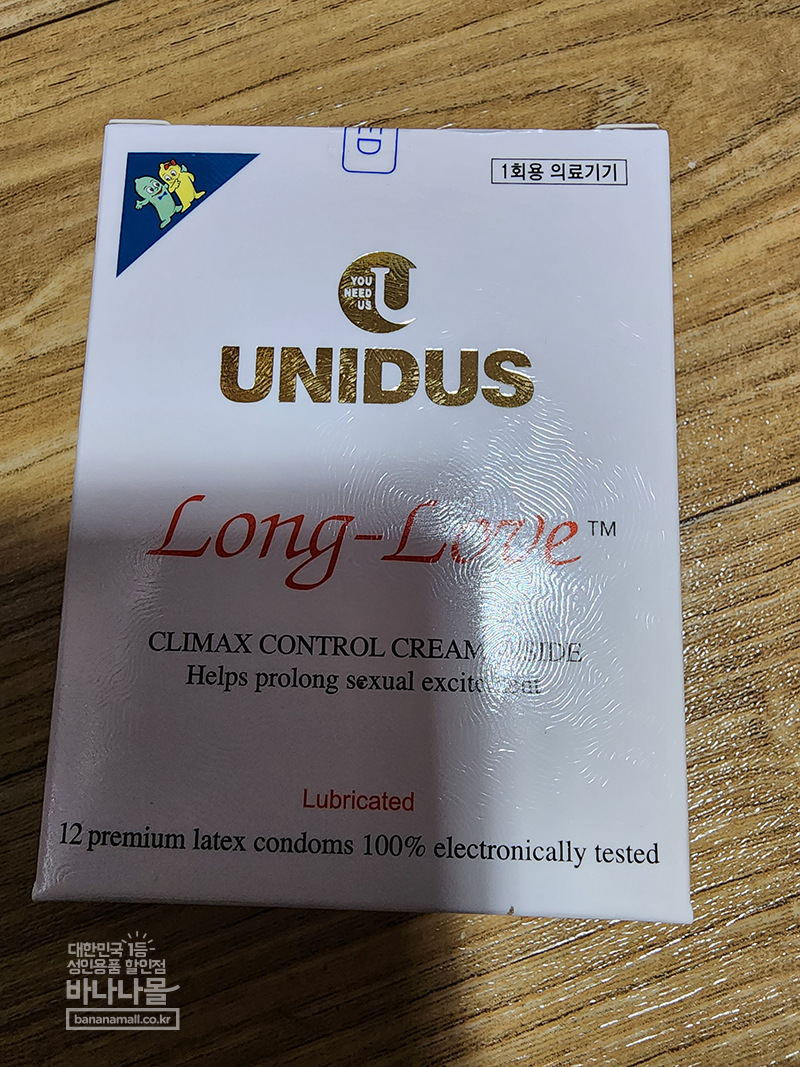 ED
1회용 의료기기
YOU
NEED
US
UNIDUS
Long-Love™
CLIMAX CONTROL CREAM
Helps prolong sexual
Lubricated
12 premium latex condoms 100% electronically tested
대한민국 1등
성인용품 할인점
바나나몰
bananamall.co.kr